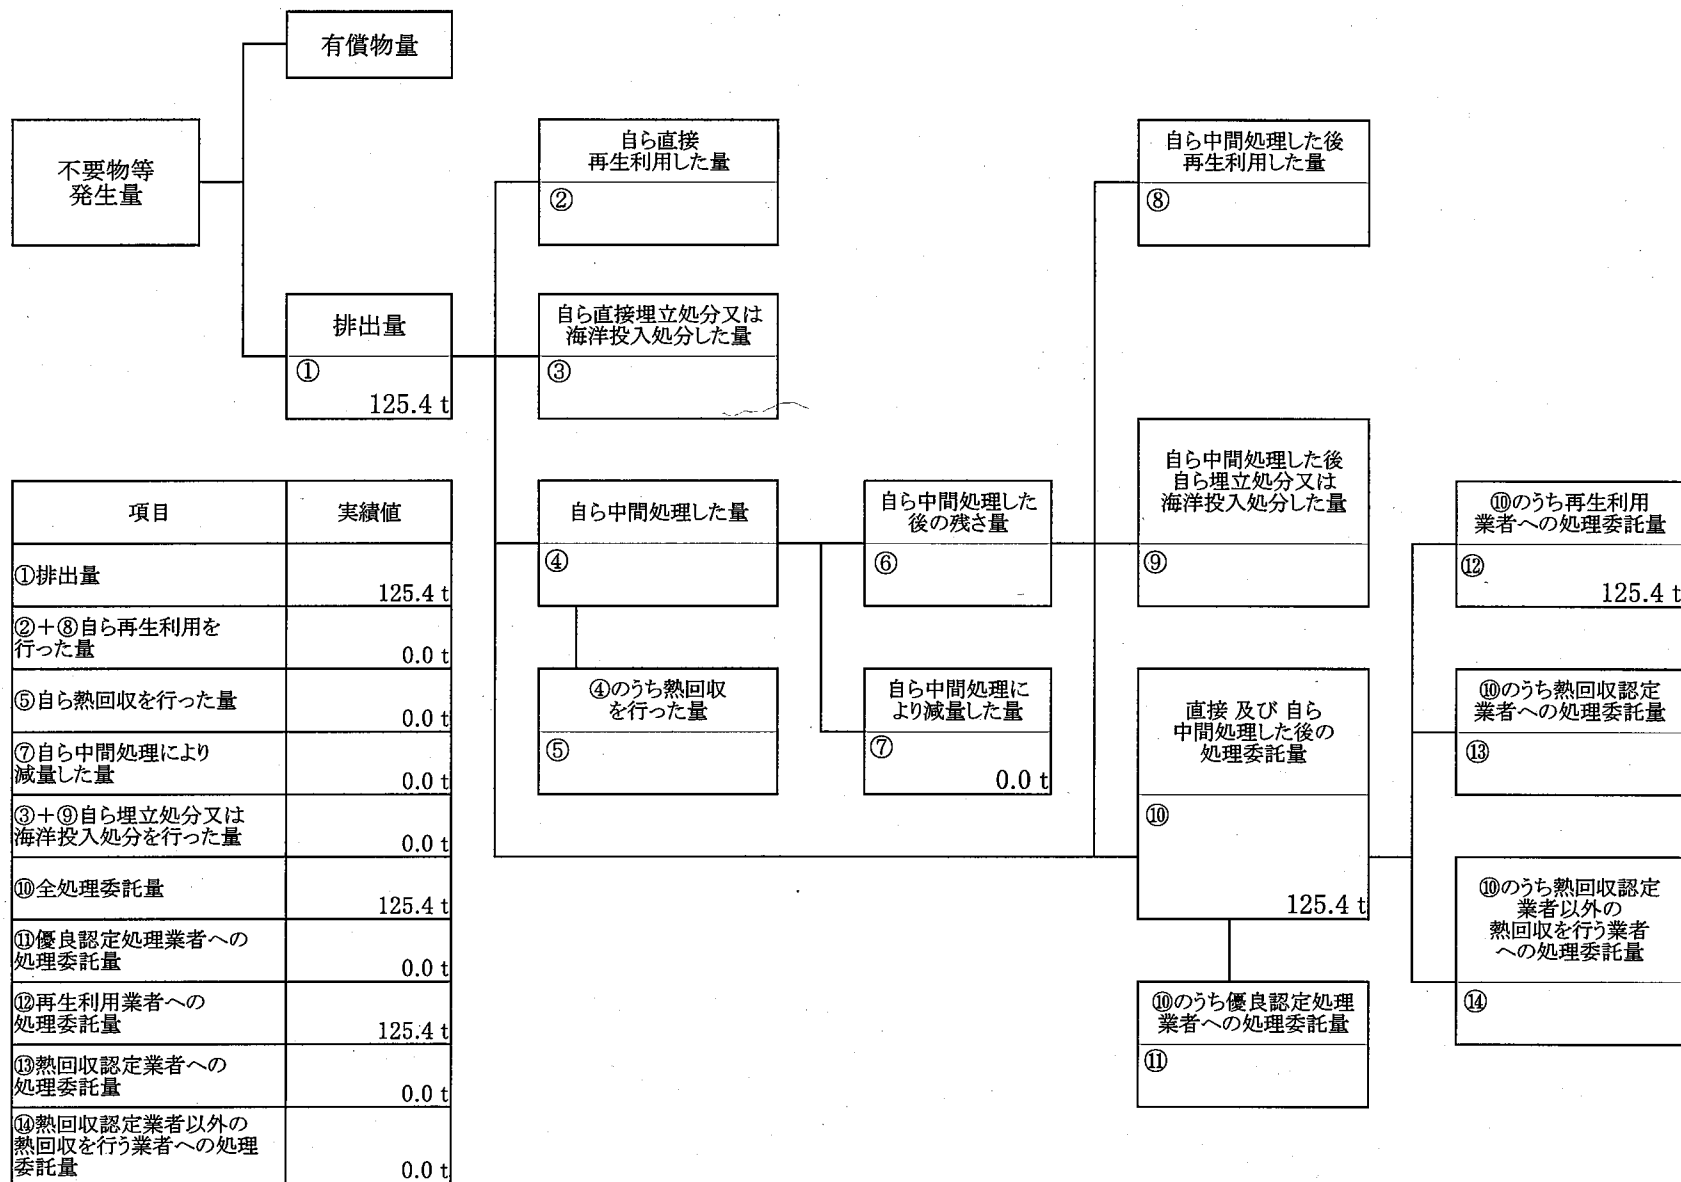 有償物量
不要物等
発生量
自ら直接
再生利用した量
②
自ら中間処理した後
再生利用した量
⑧
排出量
①
125.4 t
自ら直接埋立処分又は
海洋投入処分した量
③
自ら中間処理した量
④
自ら中間処理した
後の残さ量
⑥
自ら中間処理した後
自ら埋立処分又は
海洋投入処分した量
⑨
⑩のうち再生利用
業者への処理委託量
⑫
125.4 t
④のうち熱回収
を行った量
⑤
自ら中間処理に
より減量した量
⑦
0.0 t
直接 及び 自ら
中間処理した後の
処理委託量
⑩
125.4 t
⑩のうち熱回収認定
業者への処理委託量
⑬
⑩のうち熱回収認定
業者以外の
熱回収を行う業者
への処理委託量
⑭
⑩のうち優良認定処理
業者への処理委託量
⑪
項目 実績値
①排出量
125.4 t
②+⑧自ら再生利用を
行った量
0.0 t
⑤自ら熱回収を行った量
0.0 t
⑦自ら中間処理により
減量した量
0.0 t
③+⑨自ら埋立処分又は
海洋投入処分を行った量
0.0 t
⑩全処理委託量
125.4 t
⑪優良認定処理業者への
処理委託量
0.0 t
⑫再生利用業者への
処理委託量
125.4 t
⑬熱回収認定業者への
処理委託量
0.0 t
⑭熱回収認定業者以外の
熱回収を行う業者への処理
委託量
0.0 t